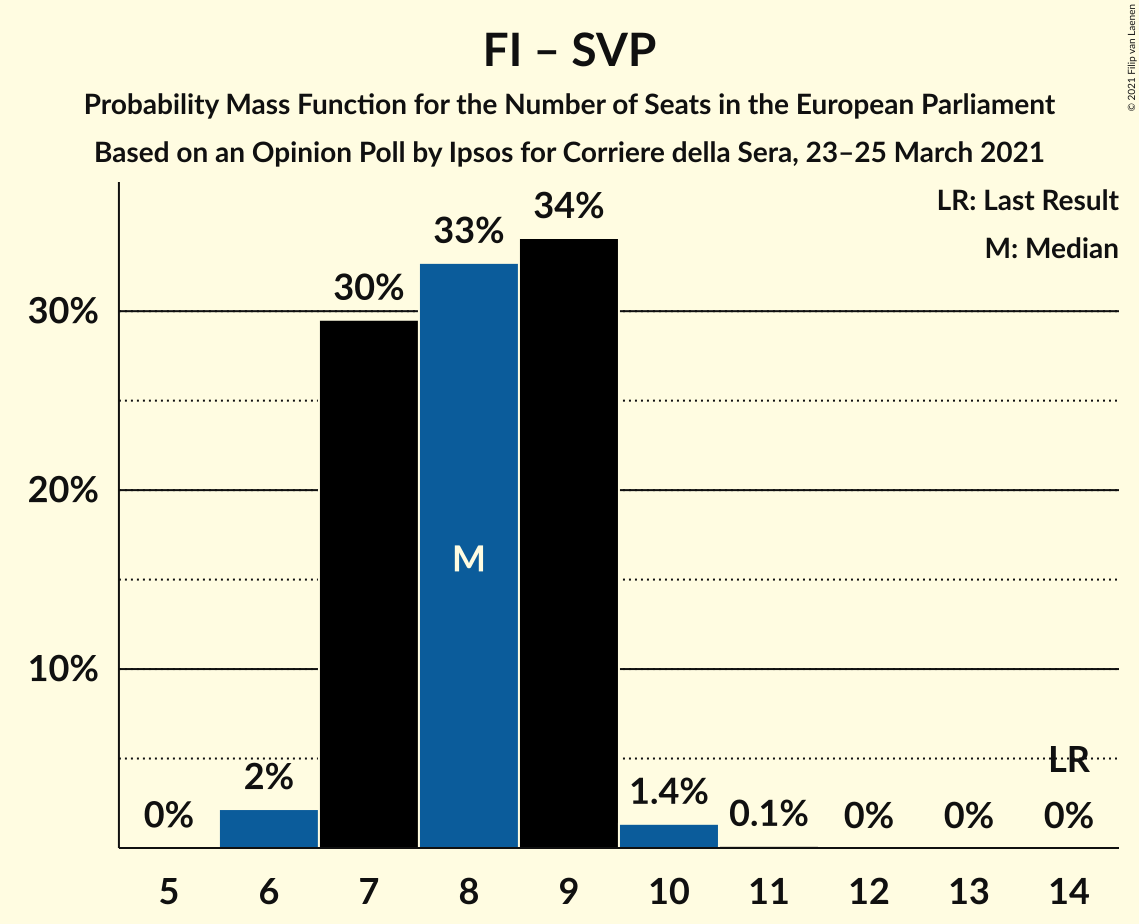 FI – SVP
Probability Mass Function for the Number of Seats in the European Parliament
Based on an Opinion Poll by Ipsos for Corriere della Sera, 23–25 March 2021
© 2021 Filip van Laenen
LR: Last Result
M: Median
34%
33%
30%
30%
20%
M
10%
LR
2%
1.4%
0%
0.1%
0%
0%
0%
5 6 7 8 9 10 11 12 13 14